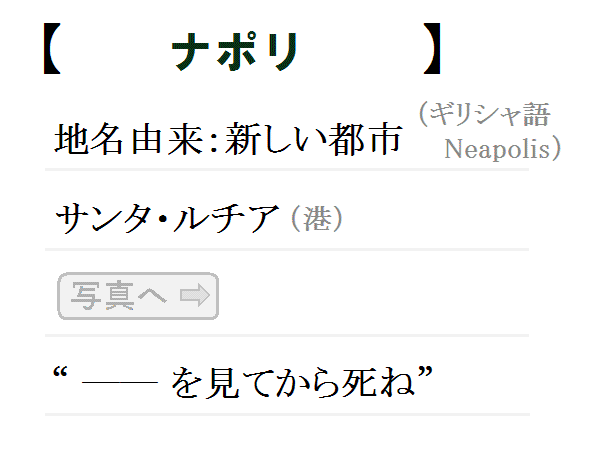 【 ナポリ 】
地名由来：新しい都市 （ギリシャ語
Neapolis）
サンタ・ルチア（港）
写真へ ⇨
“ ―― を見てから死ね”